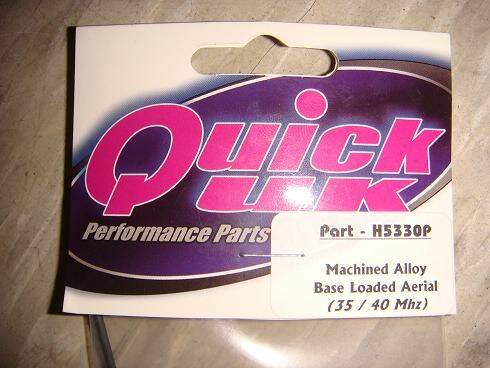 Quick
UK
Performance Parts
Part - H5330P
Machined Alloy
Base Loaded Aerial
(35 / 40 Mhz)